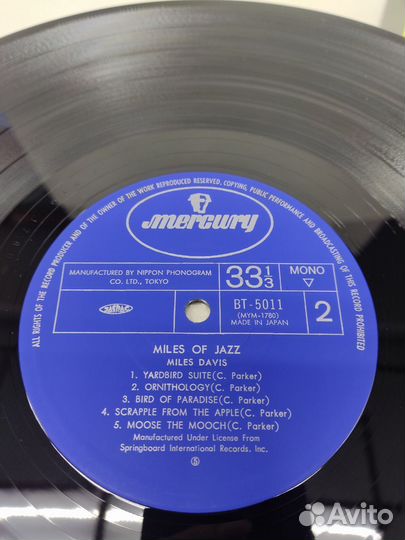 ALL RIGHTS OF THE RECORD PRODUCER AND OF THE OWNER OF THE WORK REPRODUCED RESERVED, COPYING, PUBLIC PERFORMANCE AND BROADCASTING OF THIS RECORD PROHIBITED
mercury
MANUFACTURED BY NIPPON PHONOGRAM CO. LTD., TOKYO
33 1/3
MONO
BT-5011
(MYM-1780)
MADE IN JAPAN
2
MILES OF JAZZ
MILES DAVIS
1. YARDBIRD SUITE(C. Parker)
2. ORNITHOLOGY(C. Parker)
3. BIRD OF PARADISE(C. Parker)
4. SCRAPPLE FROM THE APPLE(C. Parker)
5. MOOSE THE MOOCH(C. Parker)
Manufactured Under License From
Springboard International Records. Inc.
Avito